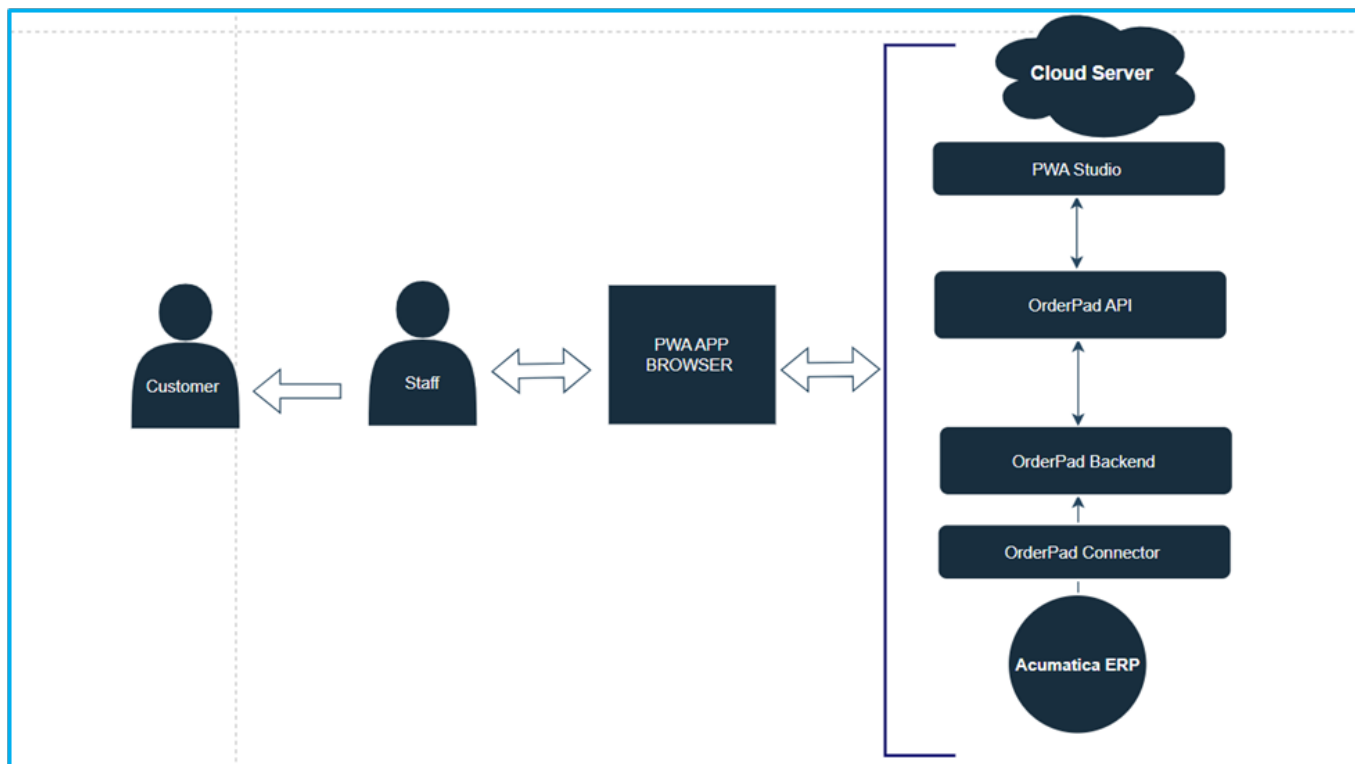 Cloud Server
PWA Studio
OrderPad API
Customer
Staff
PWA APP
BROWSER
OrderPad Backend
OrderPad Connector
Acumatica ERP